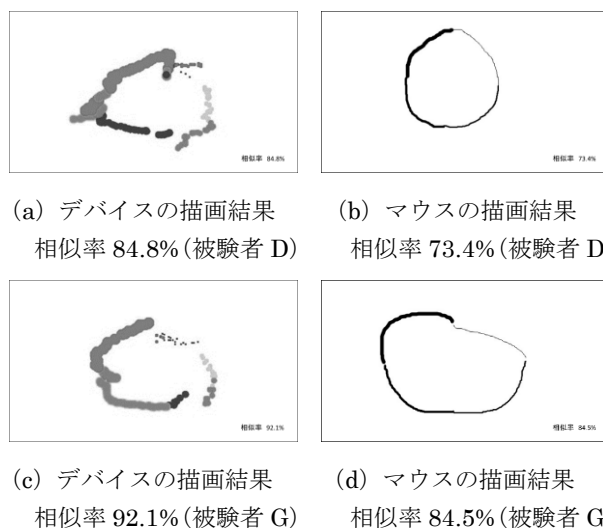 相似率 84.8%
相似率 73.4%
(a) デバイスの描画結果
相似率 84.8%(被験者 D)
(b) マウスの描画結果
相似率 73.4%(被験者 D
相似率 92.1%
相似率 84.5%
(c) デバイスの描画結果
相似率 92.1%(被験者 G)
(d) マウスの描画結果
相似率 84.5%(被験者 G